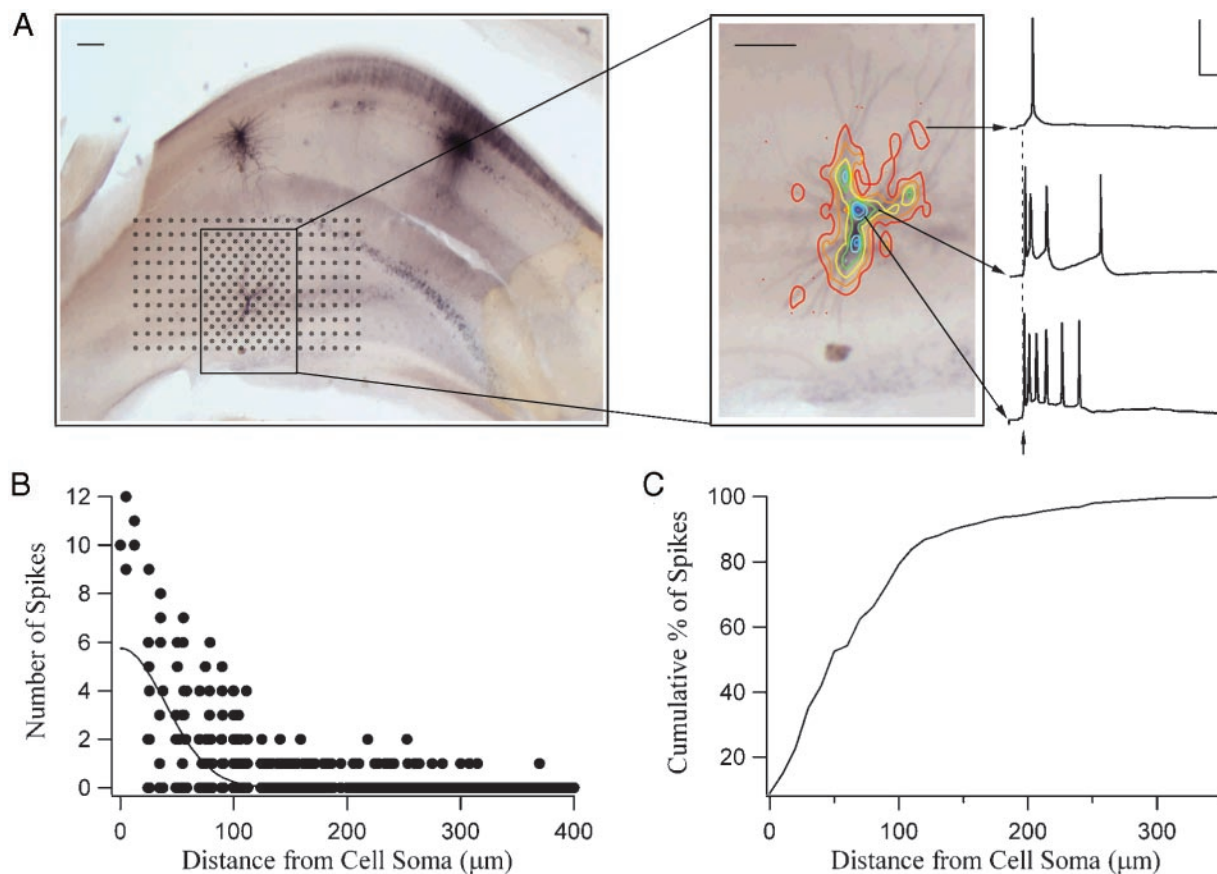 A
B
12
10
8
6
4
2
0
Number of Spikes
0 100 200 300 400
Distance from Cell Soma (μm)
C
100
80
60
40
20
Cumulative % of Spikes
0 100 200 300
Distance from Cell Soma (μm)